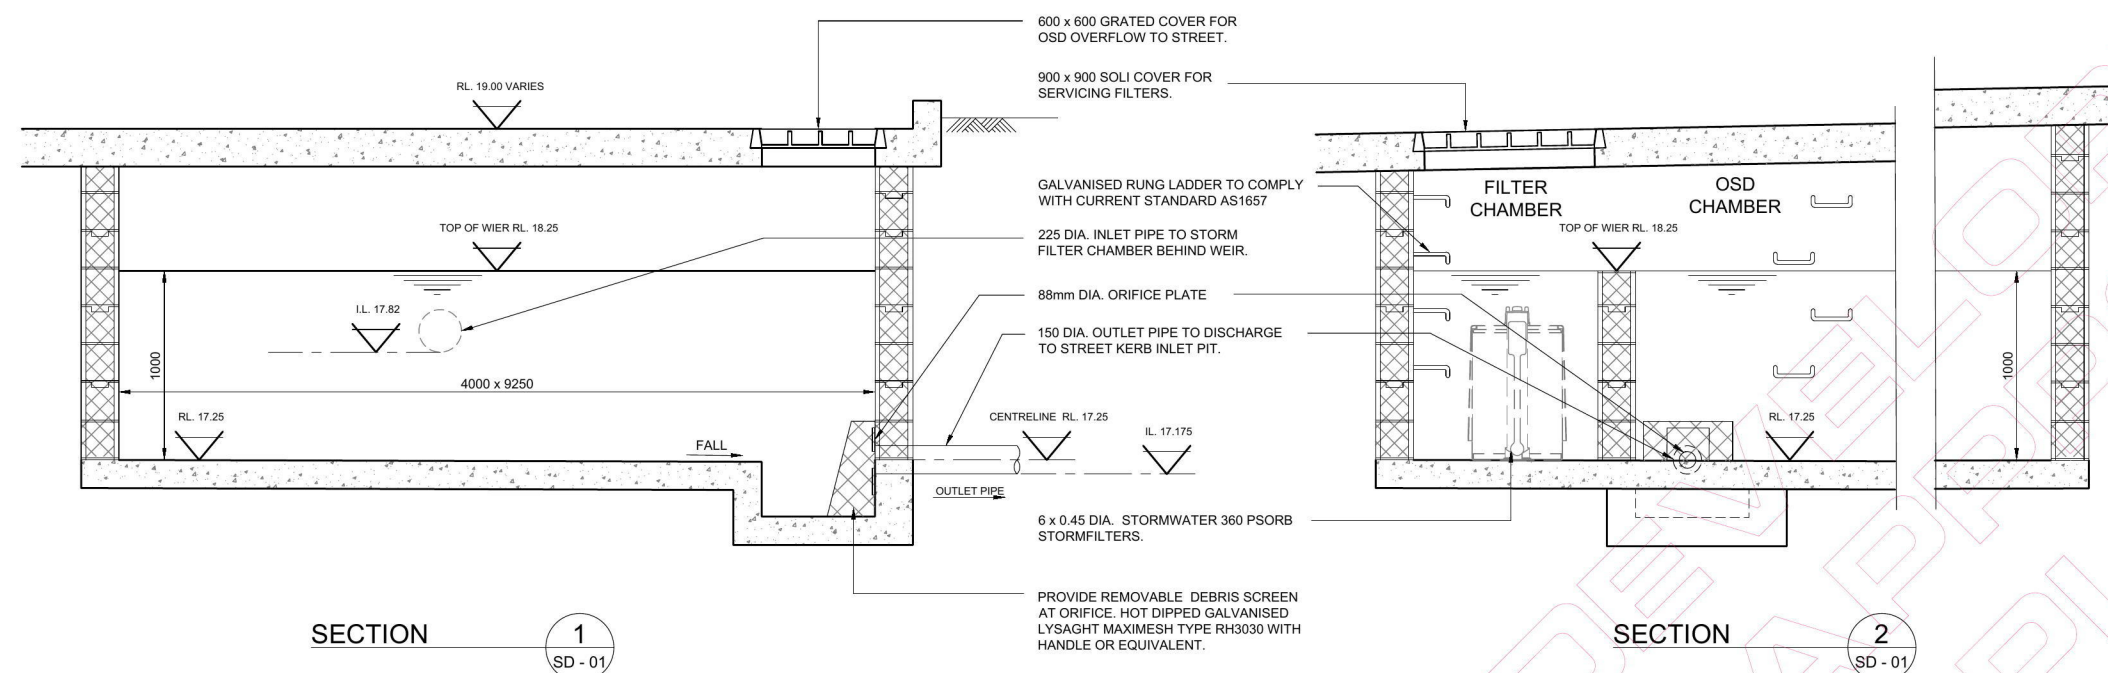 600 x 600 GRATED COVER FOR
OSD OVERFLOW TO STREET.
900 x 900 SOLI COVER FOR
SERVICING FILTERS.
GALVANISED RUNG LADDER TO COMPLY
WITH CURRENT STANDARD AS1657
225 DIA. INLET PIPE TO STORM
FILTER CHAMBER BEHIND WEIR.
88mm DIA. ORIFICE PLATE
150 DIA. OUTLET PIPE TO DISCHARGE
TO STREET KERB INLET PIT.
6 x 0.45 DIA. STORMWATER 360 PSORB
STORMFILTERS.
PROVIDE REMOVABLE DEBRIS SCREEN
AT ORIFICE. HOT DIPPED GALVANISED
LYSAGHT MAXIMESH TYPE RH3030 WITH
HANDLE OR EQUIVALENT.
RL. 19.00 VARIES
TOP OF WIER RL. 18.25
I.L. 17.82
1000
4000 x 9250
RL. 17.25
FALL
CENTRELINE RL. 17.25
IL. 17.175
OUTLET PIPE
SECTION
1
SD - 01
FILTER
CHAMBER
OSD
CHAMBER
TOP OF WIER RL. 18.25
1000
RL. 17.25
SECTION
2
SD - 01